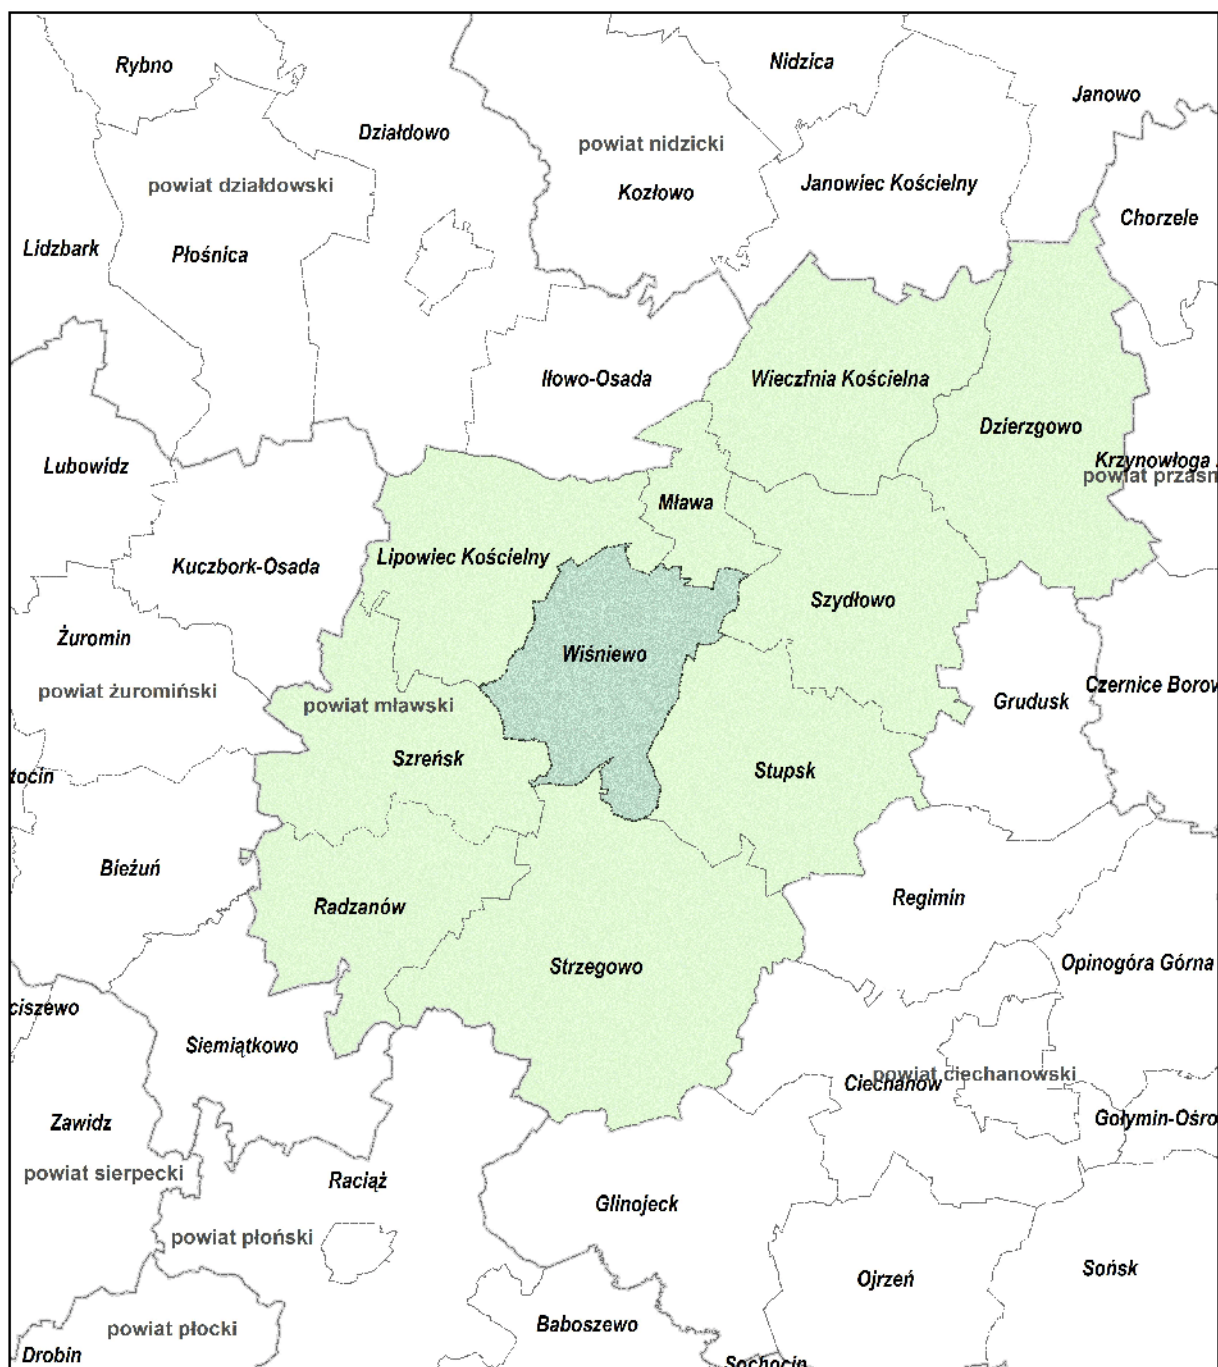 Rybno
Nidzica
Janowo
Działdowo
powiat nidzicki
powiat działdowski
Kozłowo
Janowiec Kościelny
Chorzele
Lidzbark
Płośnica
Iłowo-Osada
Wieczfnia Kościelna
Dzierzgowo
Lubowidz
Krzynowłoga
powiat przasn
Mława
Kuczbork-Osada
Lipowiec Kościelny
Szydłowo
Żuromin
Wiśniewo
powiat żuromiński
powiat mławski
Grudusk
Czernice Borow
Szreńsk
Stupsk
tocin
Bieżuń
Radzanów
Regimin
Strzegowo
Opinogóra Górna
ciszewo
Siemiątkowo
powiat ciechanowski
Ciechanów
Zawidz
Gołymin-Ośro
powiat sierpecki
Raciąż
Glinojeck
powiat płoński
Ojrzeń
Sońsk
powiat płocki
Baboszewo
Drobin
Sochocin